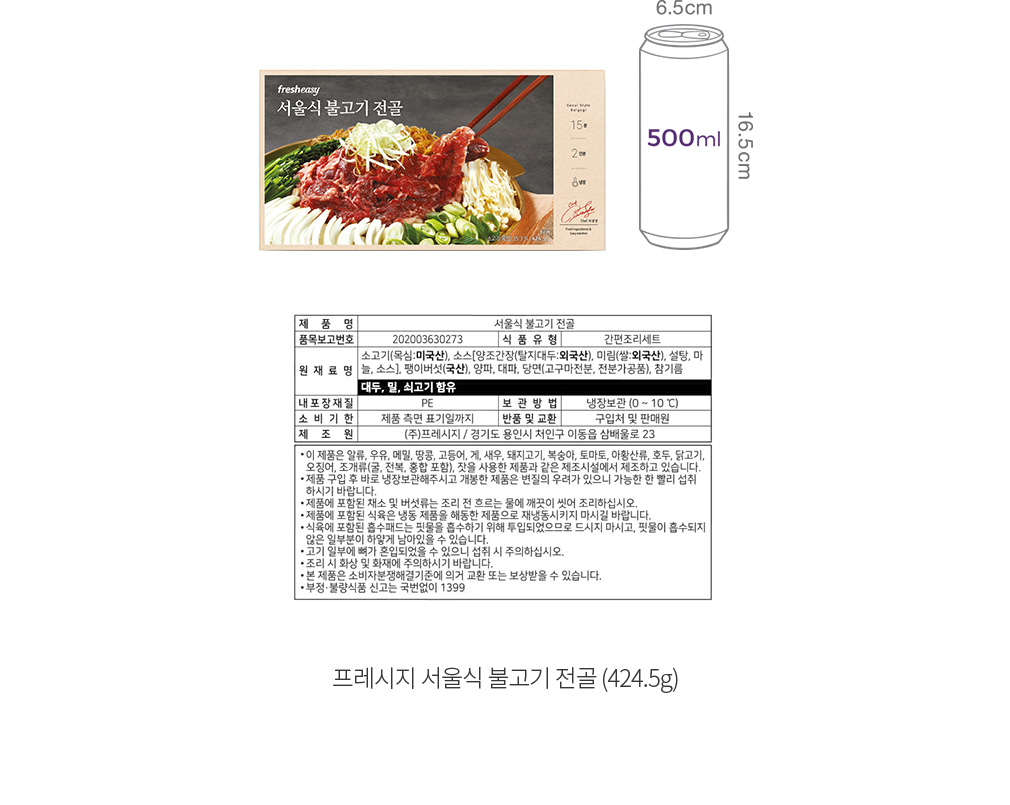 6.5cm
fresheasy
서울식 불고기 전골
Seoul Style
Bulgogi
15분
2인분
냉장
500ml
16.5cm
제 품 명 서울식 불고기 전골
품목보고번호 202003630273 식 품 유 형 간편조리세트
원 재 료 명 소고기(목심:미국산), 소스[양조간장(탈지대두:외국산), 미림(쌀:외국산), 설탕, 마
늘, 소스], 팽이버섯(국산), 양파, 대파, 당면(고구마전분, 전분가공품), 참기름
대두, 밀, 쇠고기 함유
내포장재질 PE 보 관 방 법 냉장보관 (0 ~ 10 ℃)
소 비 기 한 제품 측면 표기일까지 반품 및 교환 구입처 및 판매원
제 조 원 (주)프레시지 / 경기도 용인시 처인구 이동읍 삼배울로 23
•이 제품은 알류, 우유, 메밀, 땅콩, 고등어, 게, 새우, 돼지고기, 복숭아, 토마토, 아황산류, 호두, 닭고기,
오징어, 조개류(굴, 전복, 홍합 포함), 잣을 사용한 제품과 같은 제조시설에서 제조하고 있습니다.
•제품 구입 후 바로 냉장보관해주시고 개봉한 제품은 변질의 우려가 있으니 가능한 한 빨리 섭취
하시기 바랍니다.
•제품에 포함된 채소 및 버섯류는 조리 전 흐르는 물에 깨끗이 씻어 조리하십시오.
•제품에 포함된 식육은 냉동 제품을 해동한 제품으로 재냉동시키지 마시길 바랍니다.
•식육에 포함된 흡수패드는 핏물을 흡수하기 위해 투입되었으므로 드시지 마시고, 핏물이 흡수되지
않은 일부분이 하얗게 남아있을 수 있습니다.
•고기 일부에 뼈가 혼입되었을 수 있으니 섭취 시 주의하십시오.
•조리 시 화상 및 화재에 주의하시기 바랍니다.
•본 제품은 소비자분쟁해결기준에 의거 교환 또는 보상받을 수 있습니다.
•부정·불량식품 신고는 국번없이 1399
프레시지 서울식 불고기 전골 (424.5g)